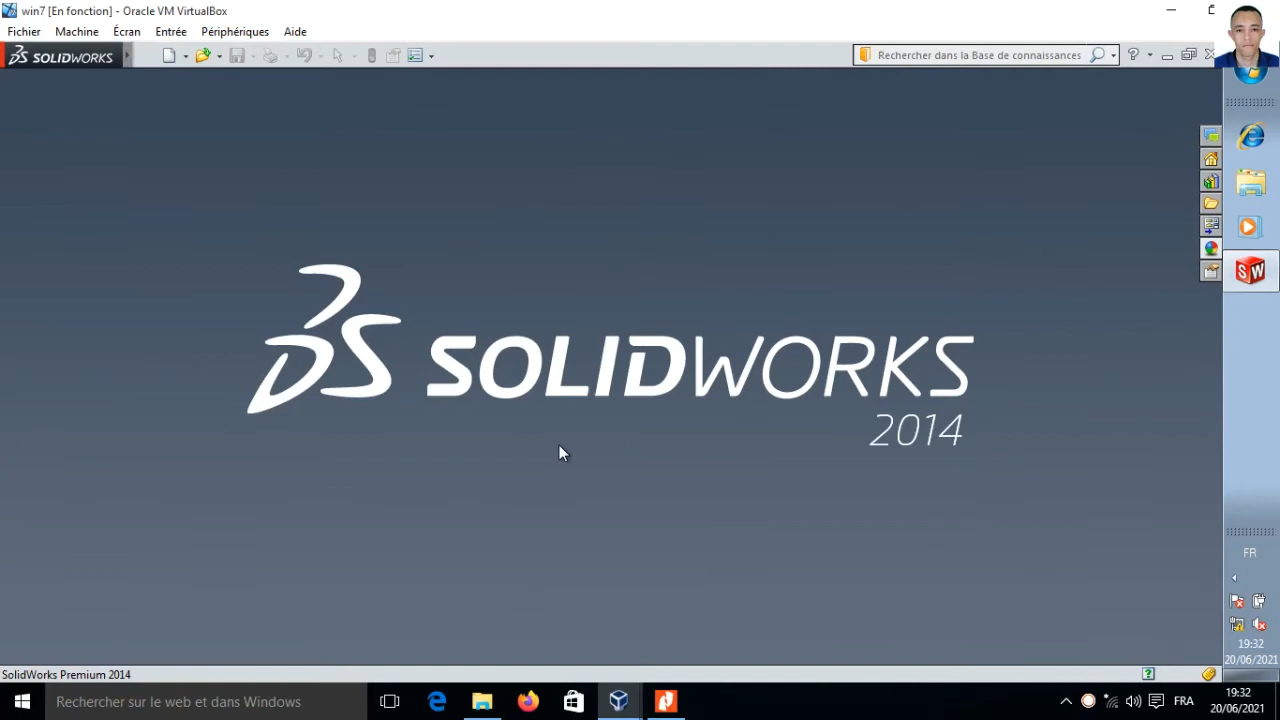 win7 [En fonction] - Oracle VM VirtualBox
Fichier Machine Écran Entrée Périphériques Aide
SOLIDWORKS
Rechercher dans la Base de connaissances
?
SOLIDWORKS
2014
SW
FR
19:32
20/06/2021
SolidWorks Premium 2014
Rechercher sur le web et dans Windows
FR
19:32
20/06/2021